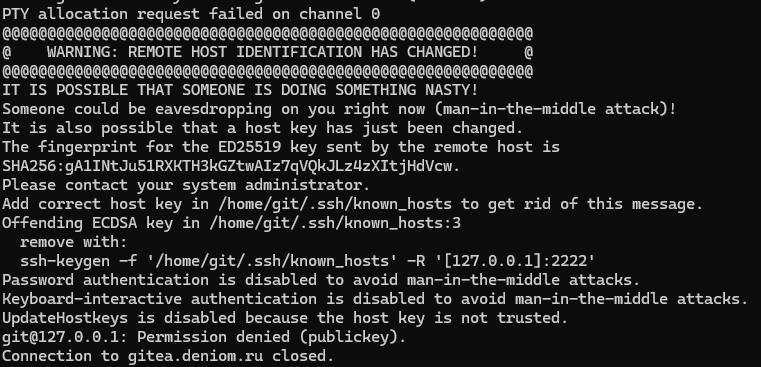 PTY allocation request failed on channel 0
@@@@@@@@@@@@@@@@@@@@@@@@@@@@@@@@@@@@@@@@@@@@@@@@@@@@@@@@@@@
@    WARNING: REMOTE HOST IDENTIFICATION HAS CHANGED!     @
@@@@@@@@@@@@@@@@@@@@@@@@@@@@@@@@@@@@@@@@@@@@@@@@@@@@@@@@@@@
IT IS POSSIBLE THAT SOMEONE IS DOING SOMETHING NASTY!
Someone could be eavesdropping on you right now (man-in-the-middle attack)!
It is also possible that a host key has just been changed.
The fingerprint for the ED25519 key sent by the remote host is
SHA256:gA1INtJu51RXKTH3kGZtwAIz7qVQkJLz4zXItjHdVcw.
Please contact your system administrator.
Add correct host key in /home/git/.ssh/known_hosts to get rid of this message.
Offending ECDSA key in /home/git/.ssh/known_hosts:3
  remove with:
  ssh-keygen -f '/home/git/.ssh/known_hosts' -R '[127.0.0.1]:2222'
Password authentication is disabled to avoid man-in-the-middle attacks.
Keyboard-interactive authentication is disabled to avoid man-in-the-middle attacks.
UpdateHostkeys is disabled because the host key is not trusted.
git@127.0.0.1: Permission denied (publickey).
Connection to gitea.deniom.ru closed.